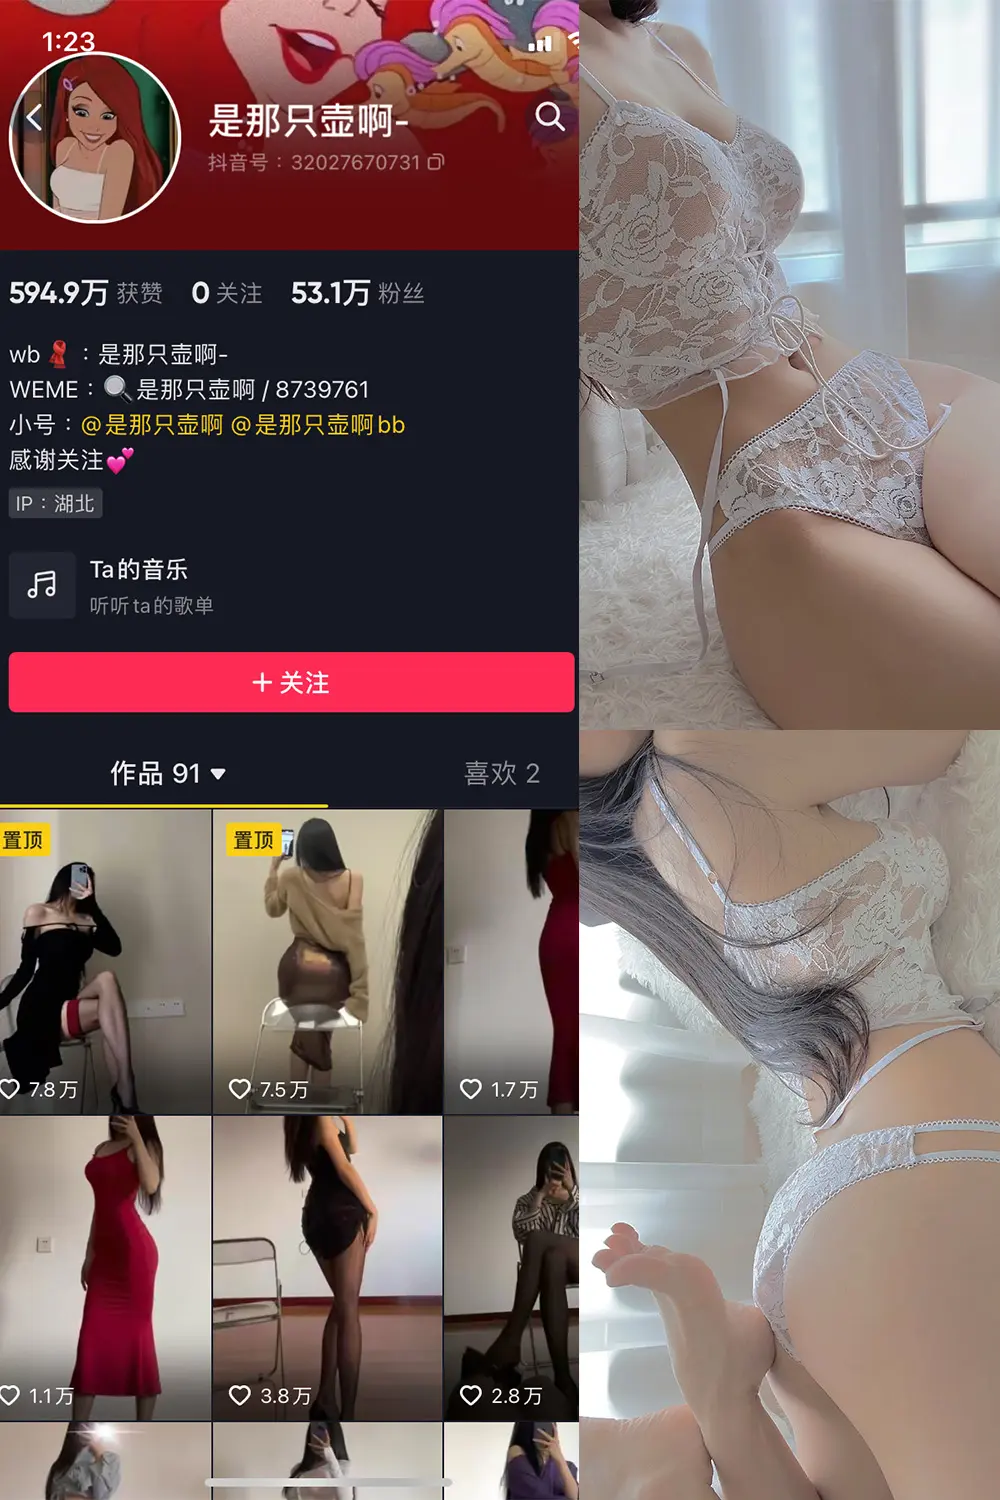 1:23
是那只壶啊-
抖音号：32027670731
594.9万 获赞 0 关注 53.1万 粉丝
wb：是那只壶啊-
WEME：是那只壶啊 / 8739761
小号：@是那只壶啊 @是那只壶啊bb
感谢关注
IP：湖北
Ta的音乐
听听ta的歌单
+ 关注
作品 91 喜欢 2
置顶 置顶
7.8万 7.5万 1.7万
1.1万 3.8万 2.8万